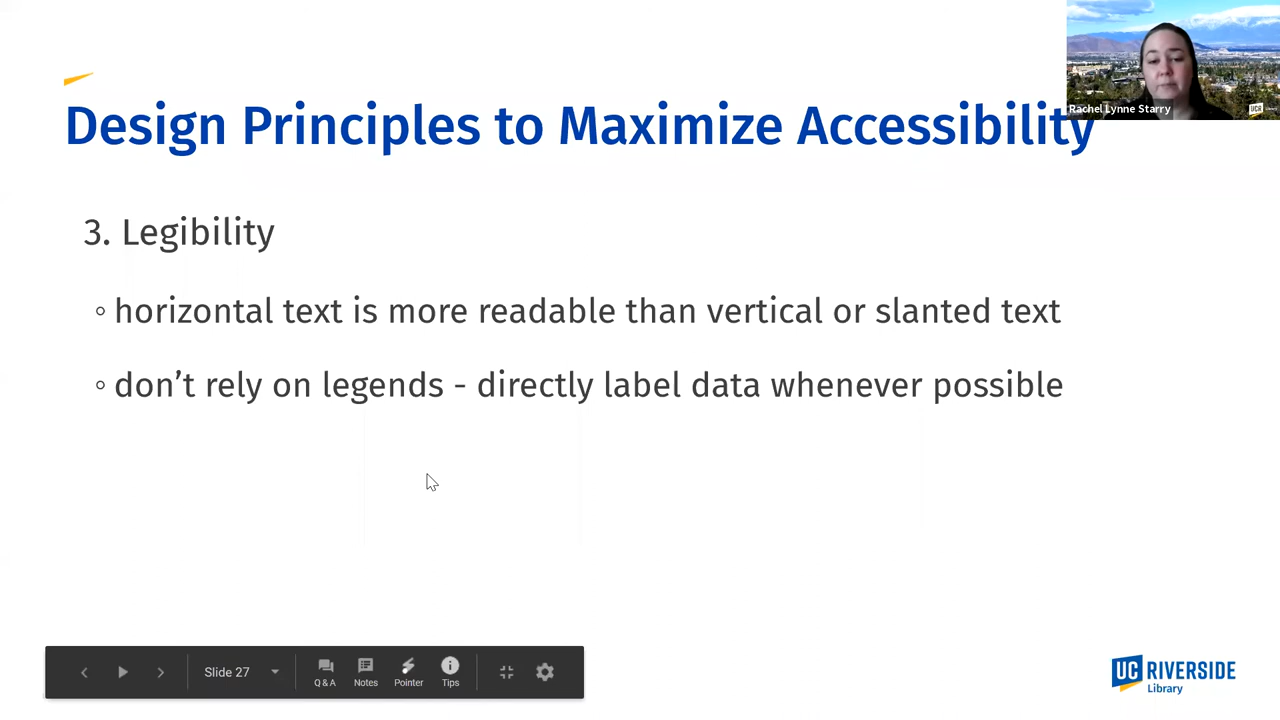 Rachel Lynne Starry
UCR
Design Principles to Maximize Accessibility
3. Legibility
◦ horizontal text is more readable than vertical or slanted text
◦ don’t rely on legends - directly label data whenever possible
Slide 27
Q & A
Notes
Pointer
Tips
UC RIVERSIDE
Library